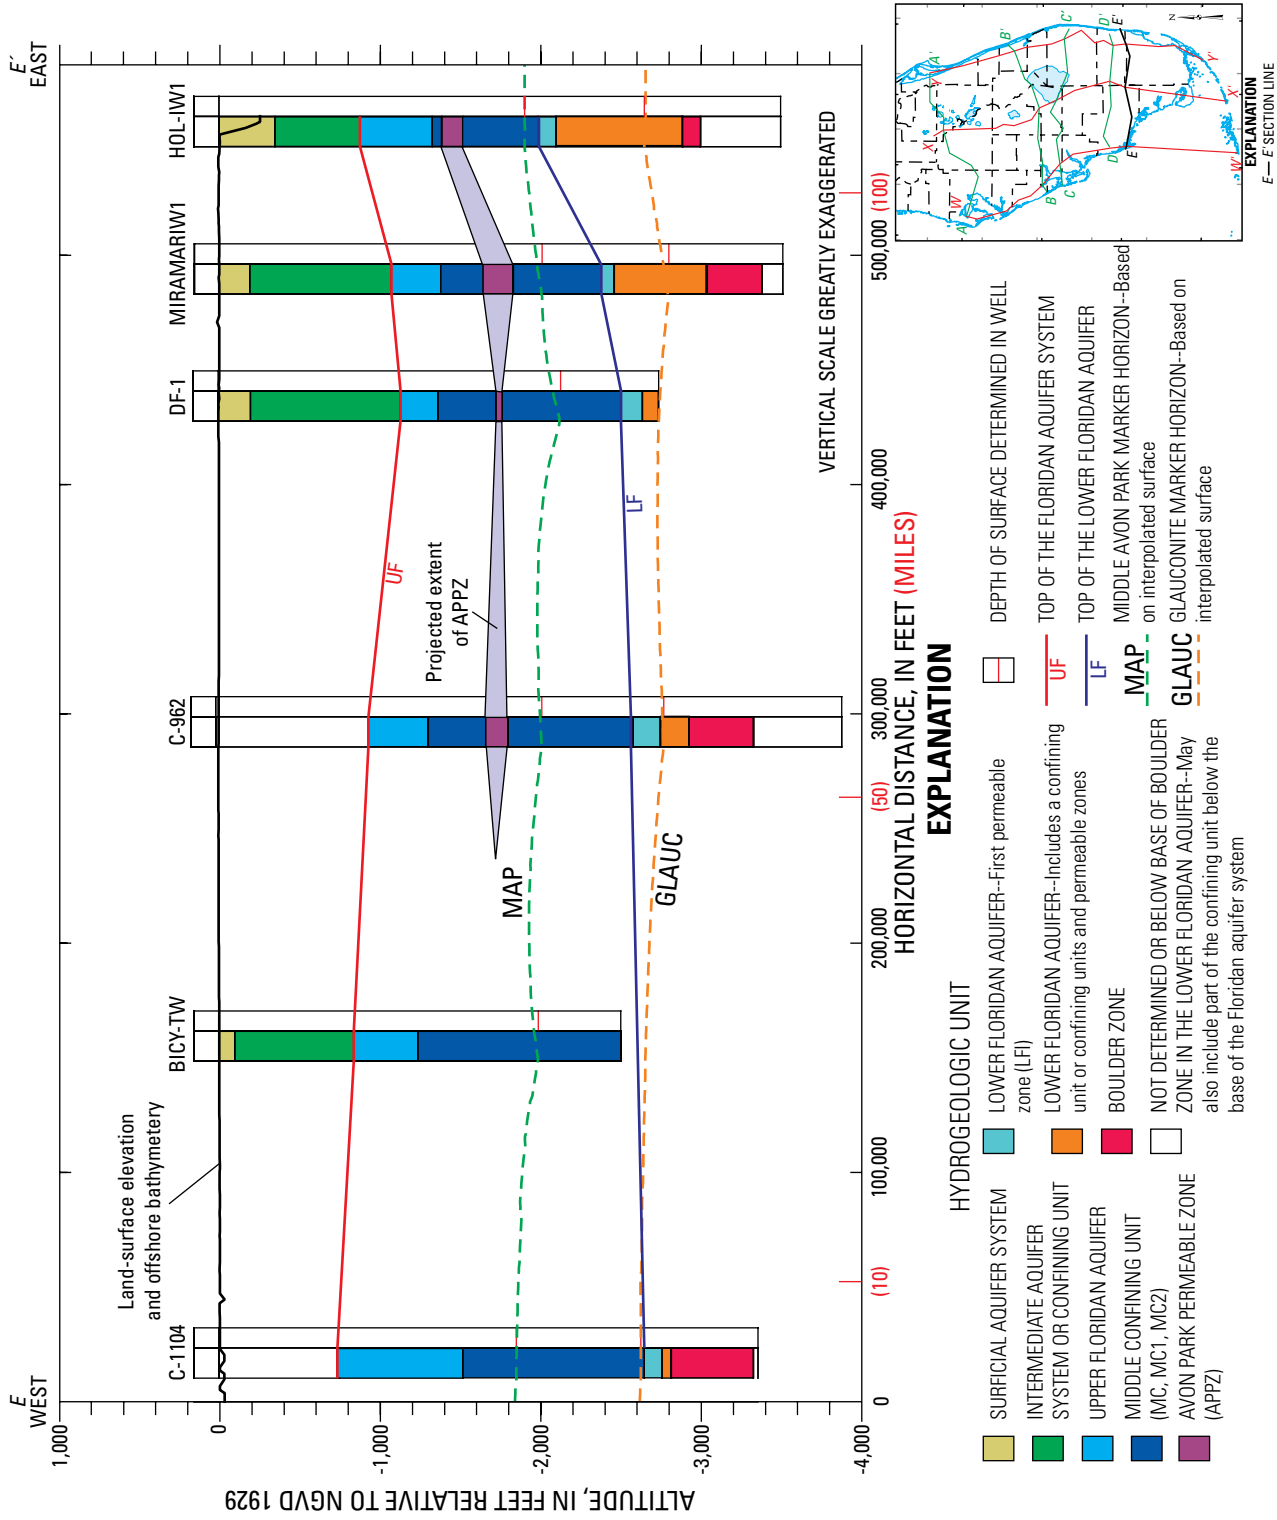 E
WEST
E′
EAST
C-1104
BICY-TW
C-962
DF-1
MIRAMARIW1
HOL-IW1
1,000
0
-1,000
-2,000
-3,000
-4,000
ALTITUDE, IN FEET RELATIVE TO NGVD 1929
Land-surface elevation
and offshore bathymetery
UF
Projected extent
of APPZ
MAP
LF
GLAUC
VERTICAL SCALE GREATLY EXAGGERATED
0
100,000
200,000
300,000
400,000
500,000
(10)
(50)
(100)
HORIZONTAL DISTANCE, IN FEET (MILES)
EXPLANATION
HYDROGEOLOGIC UNIT
SURFICIAL AQUIFER SYSTEM
INTERMEDIATE AQUIFER
SYSTEM OR CONFINING UNIT
UPPER FLORIDAN AQUIFER
MIDDLE CONFINING UNIT
(MC, MC1, MC2)
AVON PARK PERMEABLE ZONE
(APPZ)
LOWER FLORIDAN AQUIFER--First permeable
zone (LFI)
LOWER FLORIDAN AQUIFER--Includes a confining
unit or confining units and permeable zones
BOULDER ZONE
NOT DETERMINED OR BELOW BASE OF BOULDER
ZONE IN THE LOWER FLORIDAN AQUIFER--May
also include part of the confining unit below the
base of the Floridan aquifer system
DEPTH OF SURFACE DETERMINED IN WELL
UF
TOP OF THE FLORIDAN AQUIFER SYSTEM
LF
TOP OF THE LOWER FLORIDAN AQUIFER
MAP
MIDDLE AVON PARK MARKER HORIZON--Based
on interpolated surface
GLAUC
GLAUCONITE MARKER HORIZON--Based on
interpolated surface
A
A'
B
B'
C
C'
D
D'
E
E'
W
W'
X
X'
Y
Y'
N
EXPLANATION
E— E' SECTION LINE